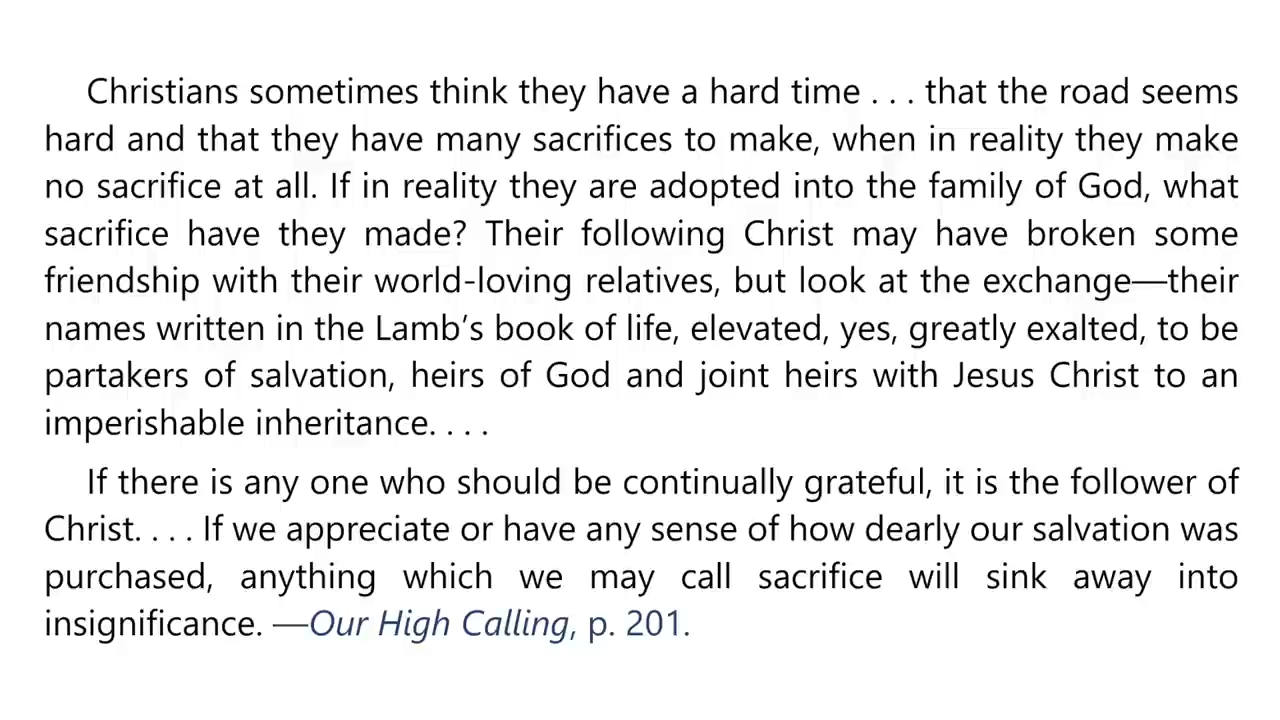 Christians sometimes think they have a hard time . . . that the road seems
hard and that they have many sacrifices to make, when in reality they make
no sacrifice at all. If in reality they are adopted into the family of God, what
sacrifice have they made? Their following Christ may have broken some
friendship with their world-loving relatives, but look at the exchange—their
names written in the Lamb’s book of life, elevated, yes, greatly exalted, to be
partakers of salvation, heirs of God and joint heirs with Jesus Christ to an
imperishable inheritance. . . .
If there is any one who should be continually grateful, it is the follower of
Christ. . . . If we appreciate or have any sense of how dearly our salvation was
purchased, anything which we may call sacrifice will sink away into
insignificance. —Our High Calling, p. 201.